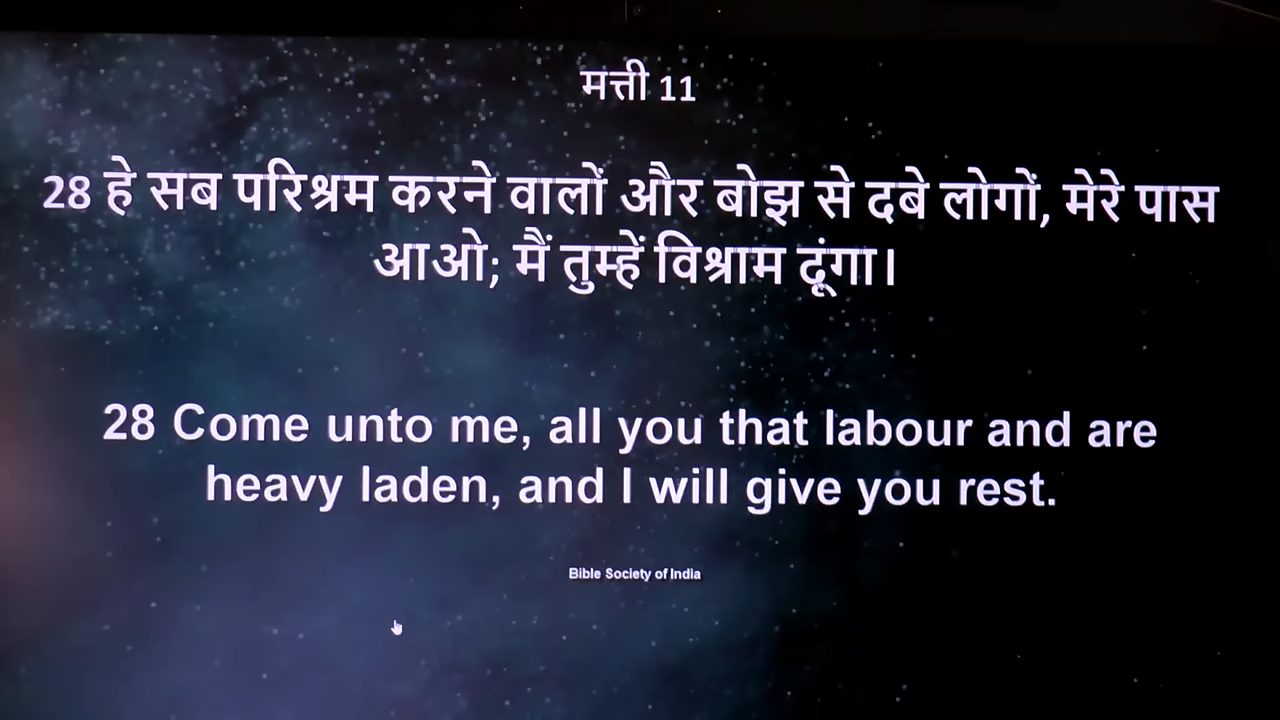 मत्ती 11
28 हे सब परिश्रम करने वालों और बोझ से दबे लोगों, मेरे पास
आओ; मैं तुम्हें विश्राम दूंगा।
28 Come unto me, all you that labour and are
heavy laden, and I will give you rest.
Bible Society of India